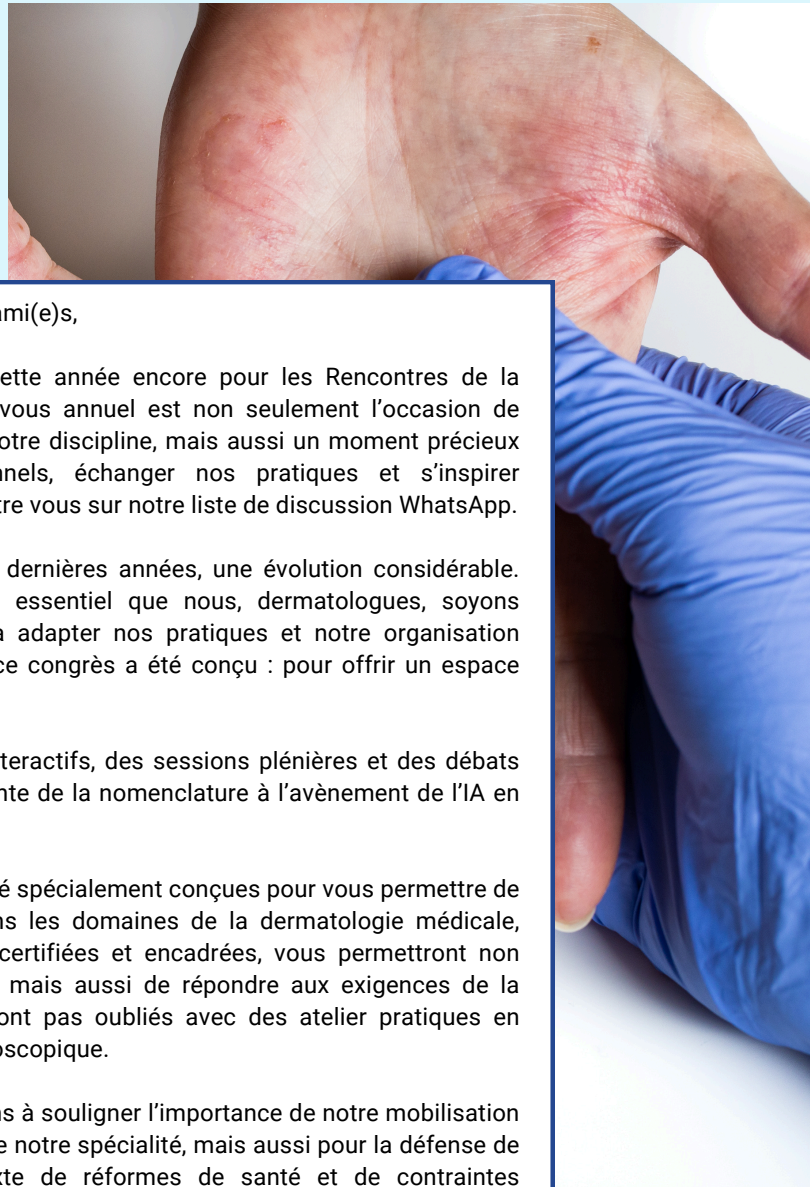 ami(e)s,
ette année encore pour les Rencontres de la
vous annuel est non seulement l’occasion de
otre discipline, mais aussi un moment précieux
nnels, échanger nos pratiques et s’inspirer
tre vous sur notre liste de discussion WhatsApp.
dernières années, une évolution considérable.
essentiel que nous, dermatologues, soyons
à adapter nos pratiques et notre organisation
ce congrès a été conçu : pour offrir un espace
teractifs, des sessions plénières et des débats
nte de la nomenclature à l’avènement de l’IA en
é spécialement conçues pour vous permettre de
ns les domaines de la dermatologie médicale,
certifiées et encadrées, vous permettront non
mais aussi de répondre aux exigences de la
ont pas oubliés avec des atelier pratiques en
oscopique.
ns à souligner l’importance de notre mobilisation
e notre spécialité, mais aussi pour la défense de
xte de réformes de santé et de contraintes